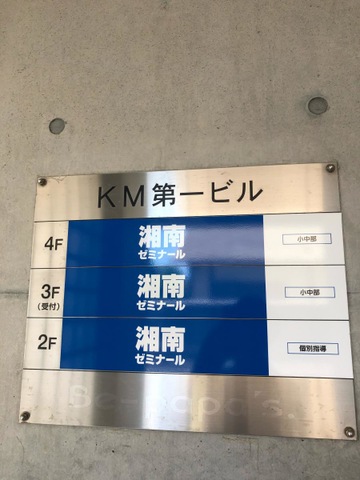 KM第一ビル
4F 湘南 小中部
ゼミナール
3F 湘南 小中部
(受付) ゼミナール
2F 湘南 個別指導
ゼミナール